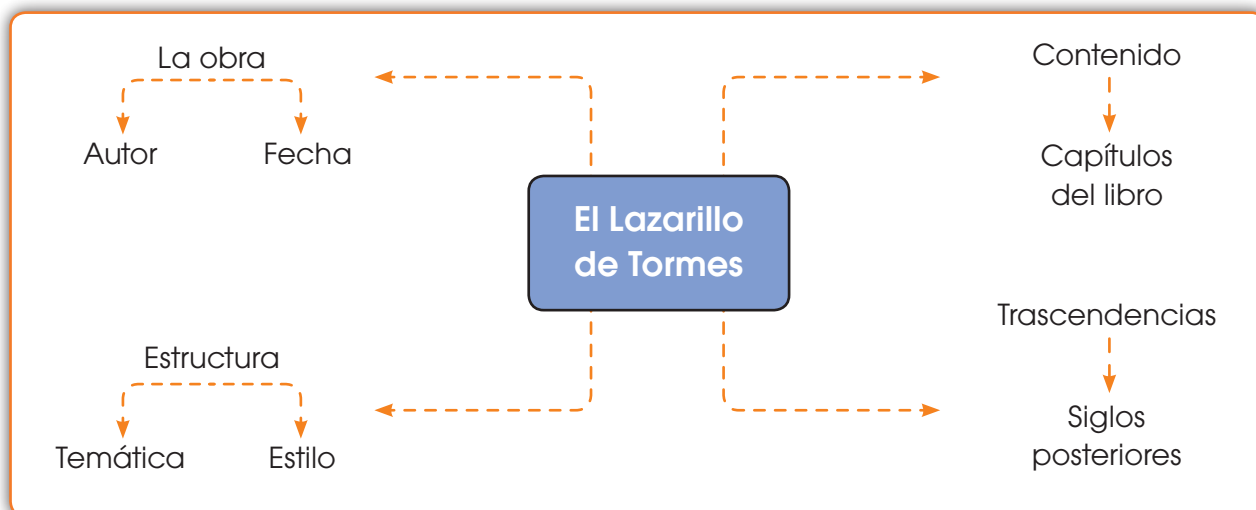 La obra
Autor
Fecha
Contenido
Capítulos
del libro
El Lazarillo
de Tormes
Estructura
Temática
Estilo
Trascendencias
Siglos
posteriores